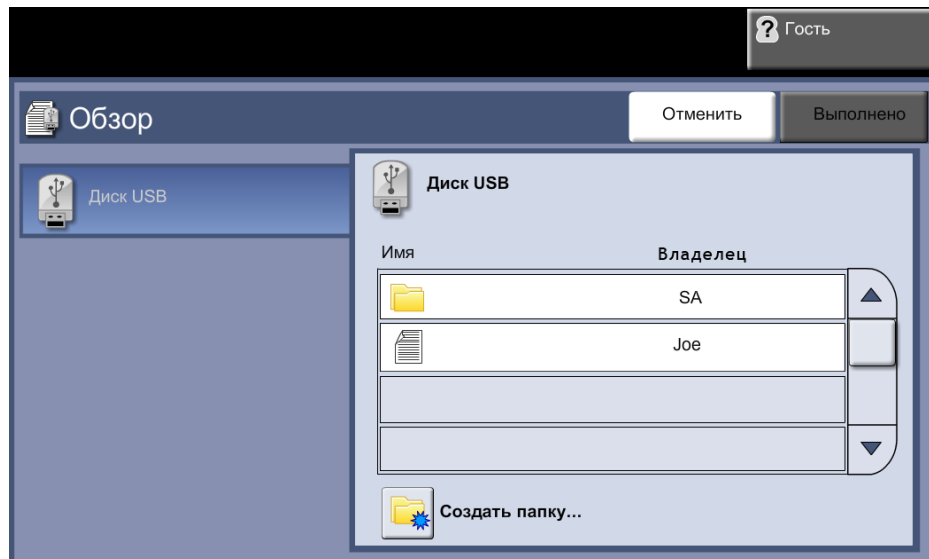 Гость
Обзор
Отменить
Выполнено
Диск USB
Диск USB
Имя Владелец
SA
Joe
Создать папку...